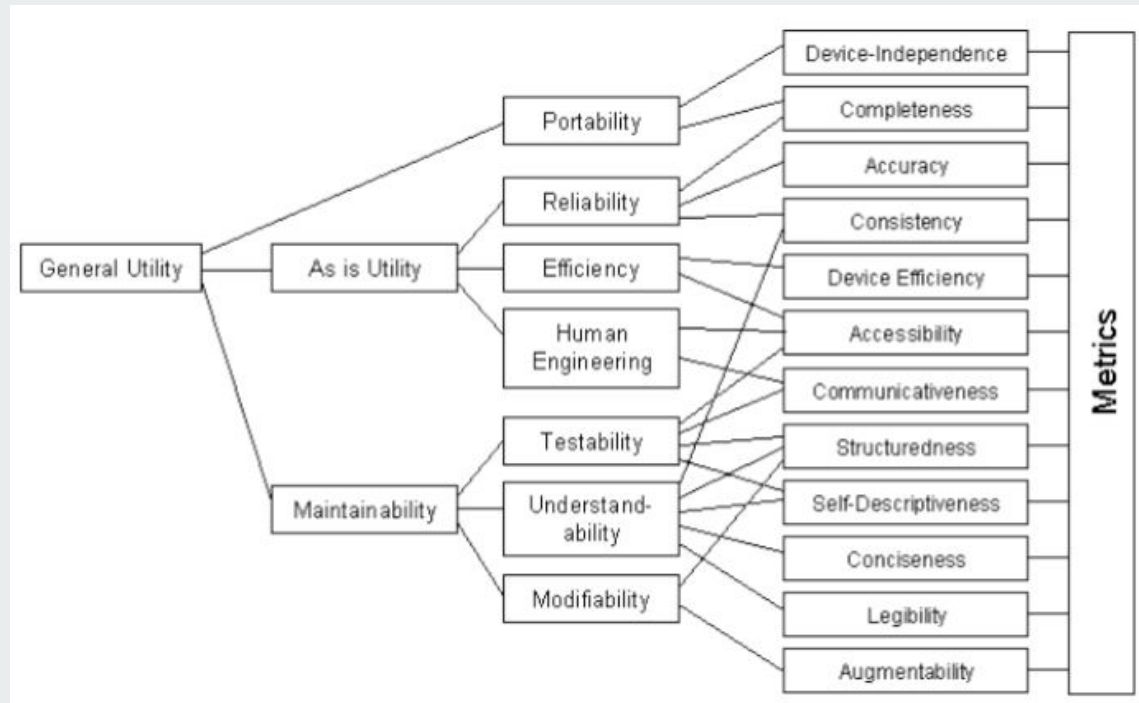 General Utility
As is Utility
Maintainability
Portability
Reliability
Efficiency
Human
Engineering
Testability
Understand-
ability
Modifiability
Device-Independence
Completeness
Accuracy
Consistency
Device Efficiency
Accessibility
Communicativeness
Structuredness
Self-Descriptiveness
Conciseness
Legibility
Augmentability
Metrics